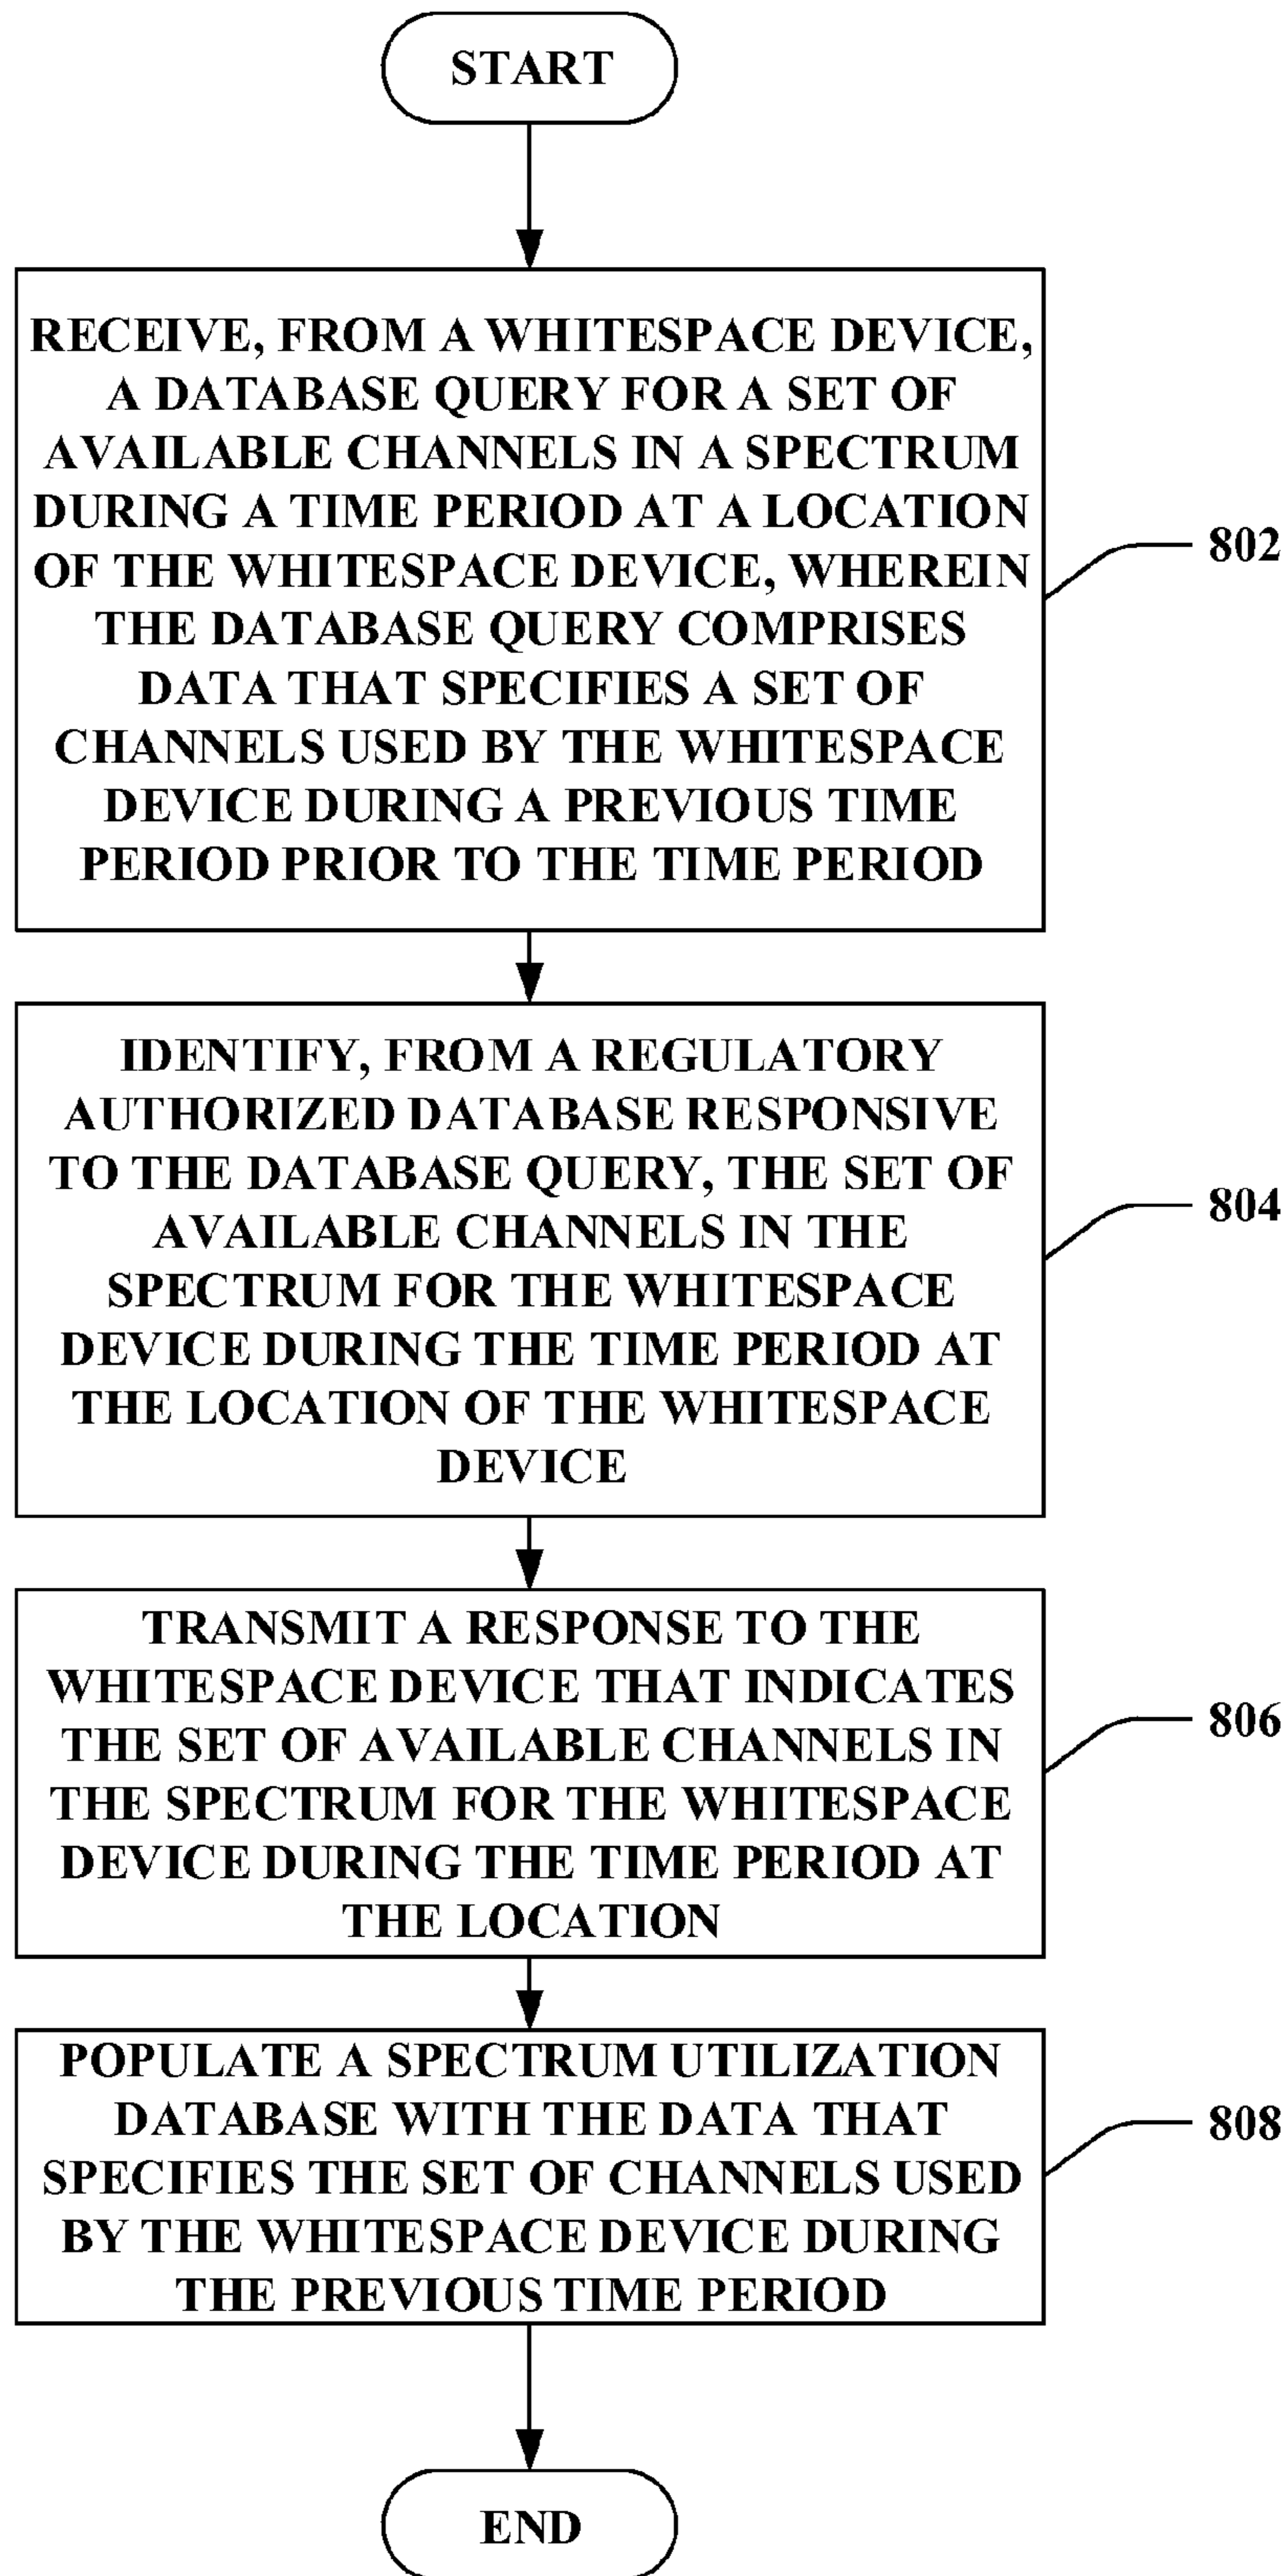 START
RECEIVE, FROM A WHITESPACE DEVICE,
A DATABASE QUERY FOR A SET OF
AVAILABLE CHANNELS IN A SPECTRUM
DURING A TIME PERIOD AT A LOCATION
OF THE WHITESPACE DEVICE, WHEREIN
THE DATABASE QUERY COMPRISES
DATA THAT SPECIFIES A SET OF
CHANNELS USED BY THE WHITESPACE
DEVICE DURING A PREVIOUS TIME
PERIOD PRIOR TO THE TIME PERIOD
802
IDENTIFY, FROM A REGULATORY
AUTHORIZED DATABASE RESPONSIVE
TO THE DATABASE QUERY, THE SET OF
AVAILABLE CHANNELS IN THE
SPECTRUM FOR THE WHITESPACE
DEVICE DURING THE TIME PERIOD AT
THE LOCATION OF THE WHITESPACE
DEVICE
804
TRANSMIT A RESPONSE TO THE
WHITESPACE DEVICE THAT INDICATES
THE SET OF AVAILABLE CHANNELS IN
THE SPECTRUM FOR THE WHITESPACE
DEVICE DURING THE TIME PERIOD AT
THE LOCATION
806
POPULATE A SPECTRUM UTILIZATION
DATABASE WITH THE DATA THAT
SPECIFIES THE SET OF CHANNELS USED
BY THE WHITESPACE DEVICE DURING
THE PREVIOUS TIME PERIOD
808
END